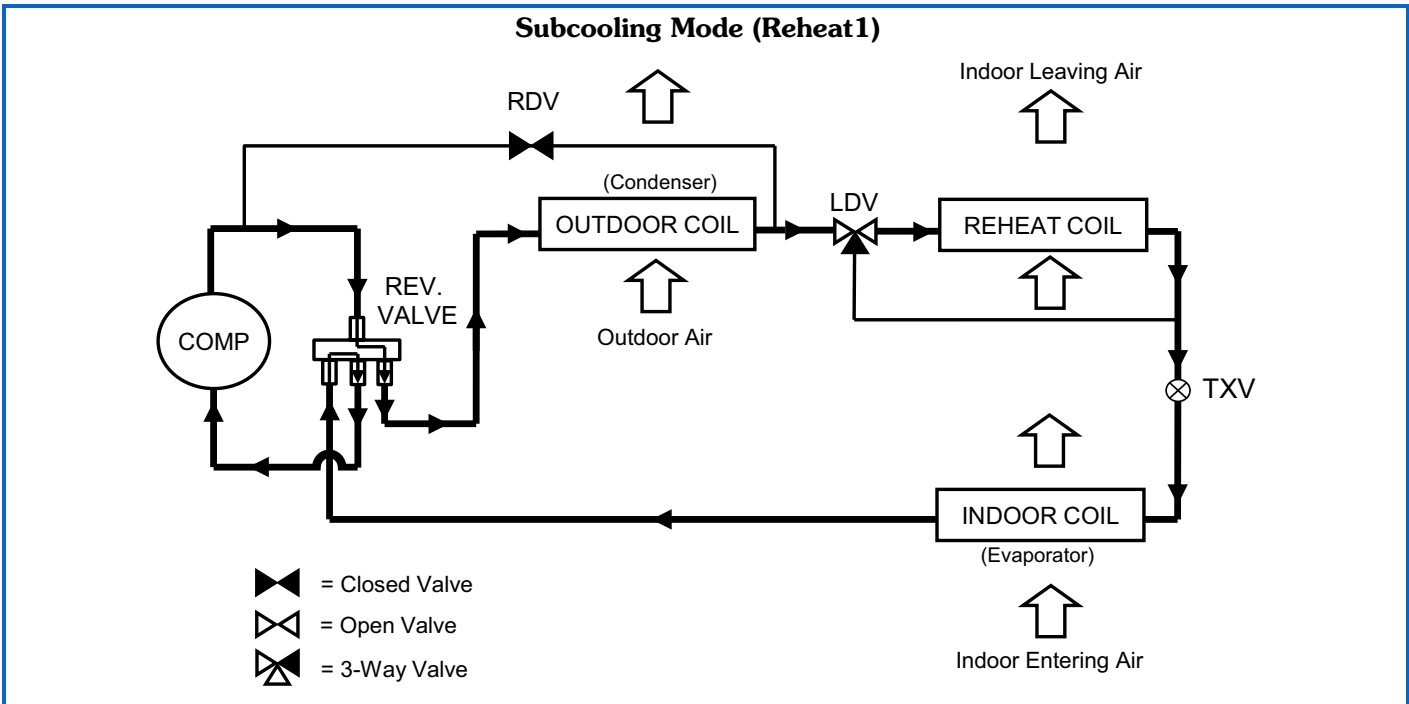 Subcooling Mode (Reheat1)
Indoor Leaving Air
RDV
(Condenser)
LDV
OUTDOOR COIL
REHEAT COIL
REV.
VALVE
COMP
Outdoor Air
TXV
INDOOR COIL
(Evaporator)
= Closed Valve
= Open Valve
= 3-Way Valve
Indoor Entering Air